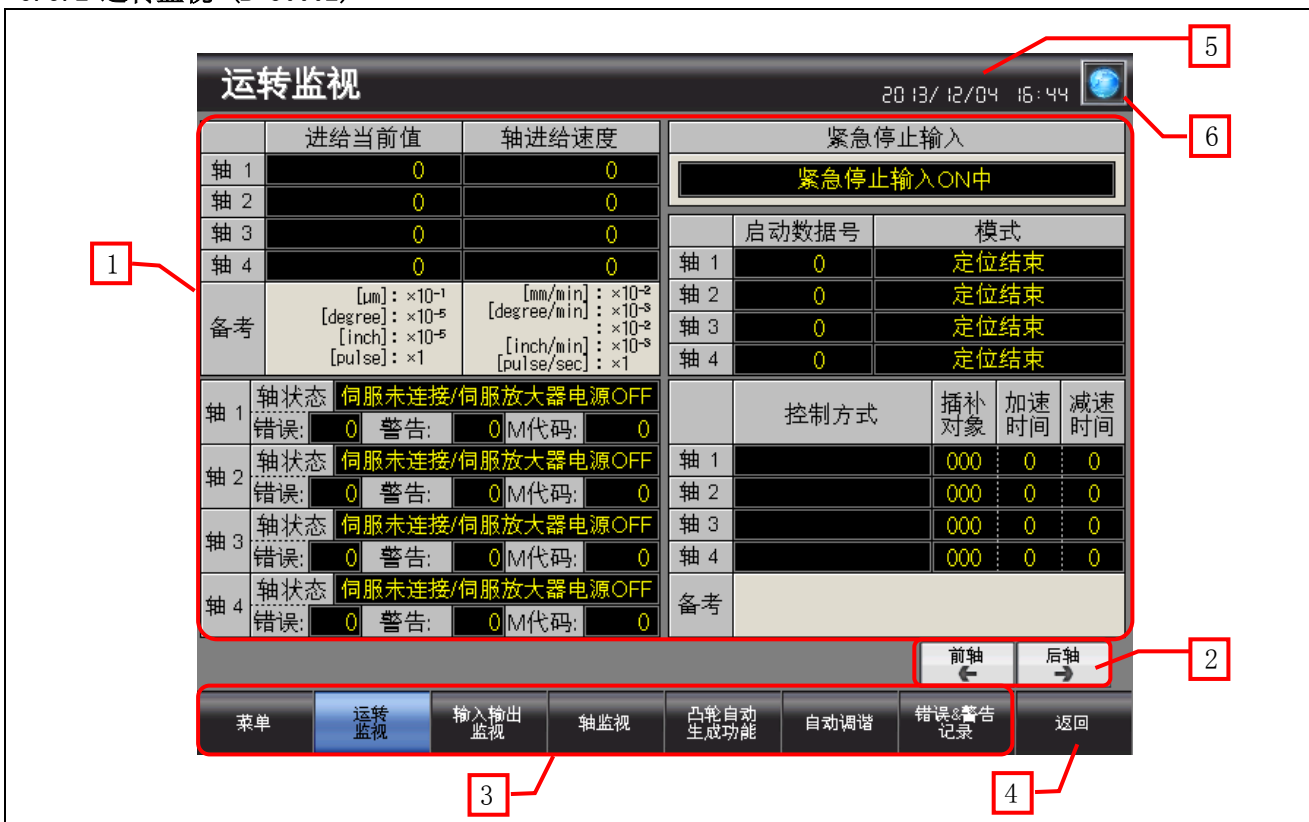 5
运转监视
2013/12/04 16:44
6
进给当前值 轴进给速度 紧急停止输入
轴 1 0 0 紧急停止输入ON中
轴 2 0 0
轴 3 0 0 启动数据号 模式
轴 4 0 0 轴 1 0 定位结束
1
备考
[μm]: ×10-1
[degree]: ×10-5
[inch]: ×10-5
[pulse]: ×1
[mm/min]: ×10-2
[degree/min]: ×10-3
: ×10-2
[inch/min]: ×10-3
[pulse/sec]: ×1
轴 2 0 定位结束
轴 3 0 定位结束
轴 4 0 定位结束
轴 1 轴状态 伺服未连接/伺服放大器电源OFF
错误: 0 警告: 0 M代码: 0
轴 2 轴状态 伺服未连接/伺服放大器电源OFF
错误: 0 警告: 0 M代码: 0
轴 3 轴状态 伺服未连接/伺服放大器电源OFF
错误: 0 警告: 0 M代码: 0
轴 4 轴状态 伺服未连接/伺服放大器电源OFF
错误: 0 警告: 0 M代码: 0
控制方式 插补对象 加速时间 减速时间
轴 1 000 0 0
轴 2 000 0 0
轴 3 000 0 0
轴 4 000 0 0
备考
前轴 后轴
2
菜单 运转监视 输入输出监视 轴监视 凸轮自动生成功能 自动调谐 错误&警告记录 返回
3 4